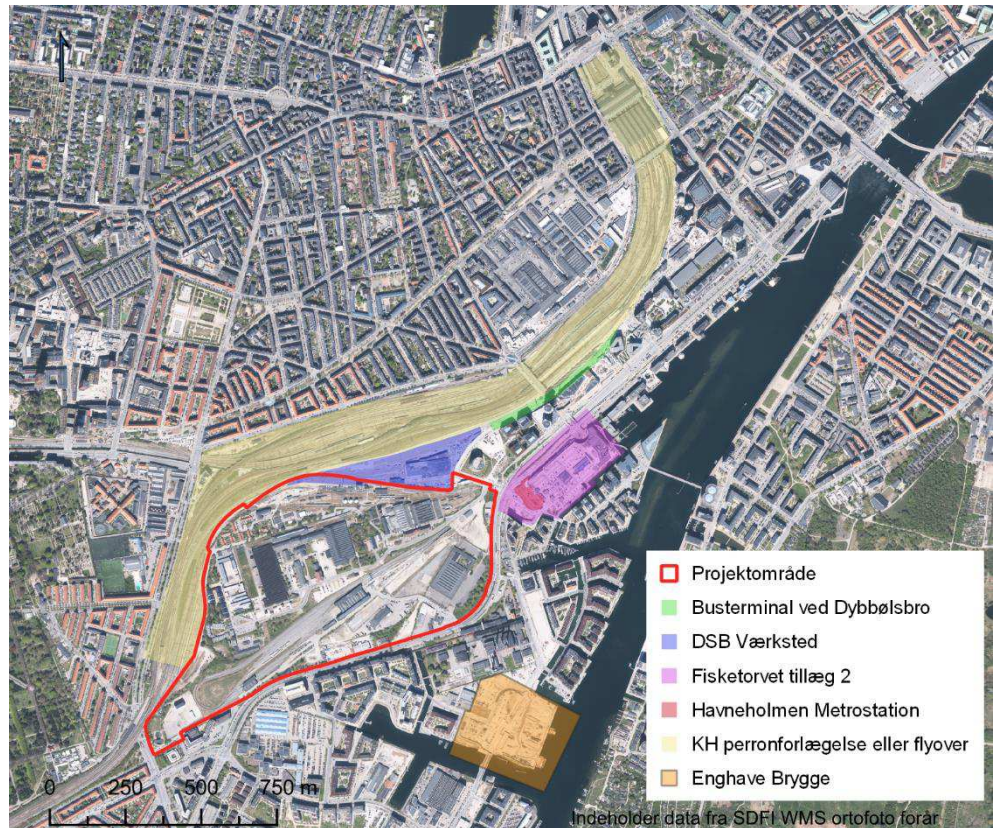 Projektområde
Busterminal ved Dybbølsbro
DSB Værksted
Fisketorvet tillæg 2
Havneholmen Metrostation
KH perronforlægelse eller flyover
Enghave Brygge
0 250 500 750 m
Indeholder data fra SDFI WMS ortofoto forår